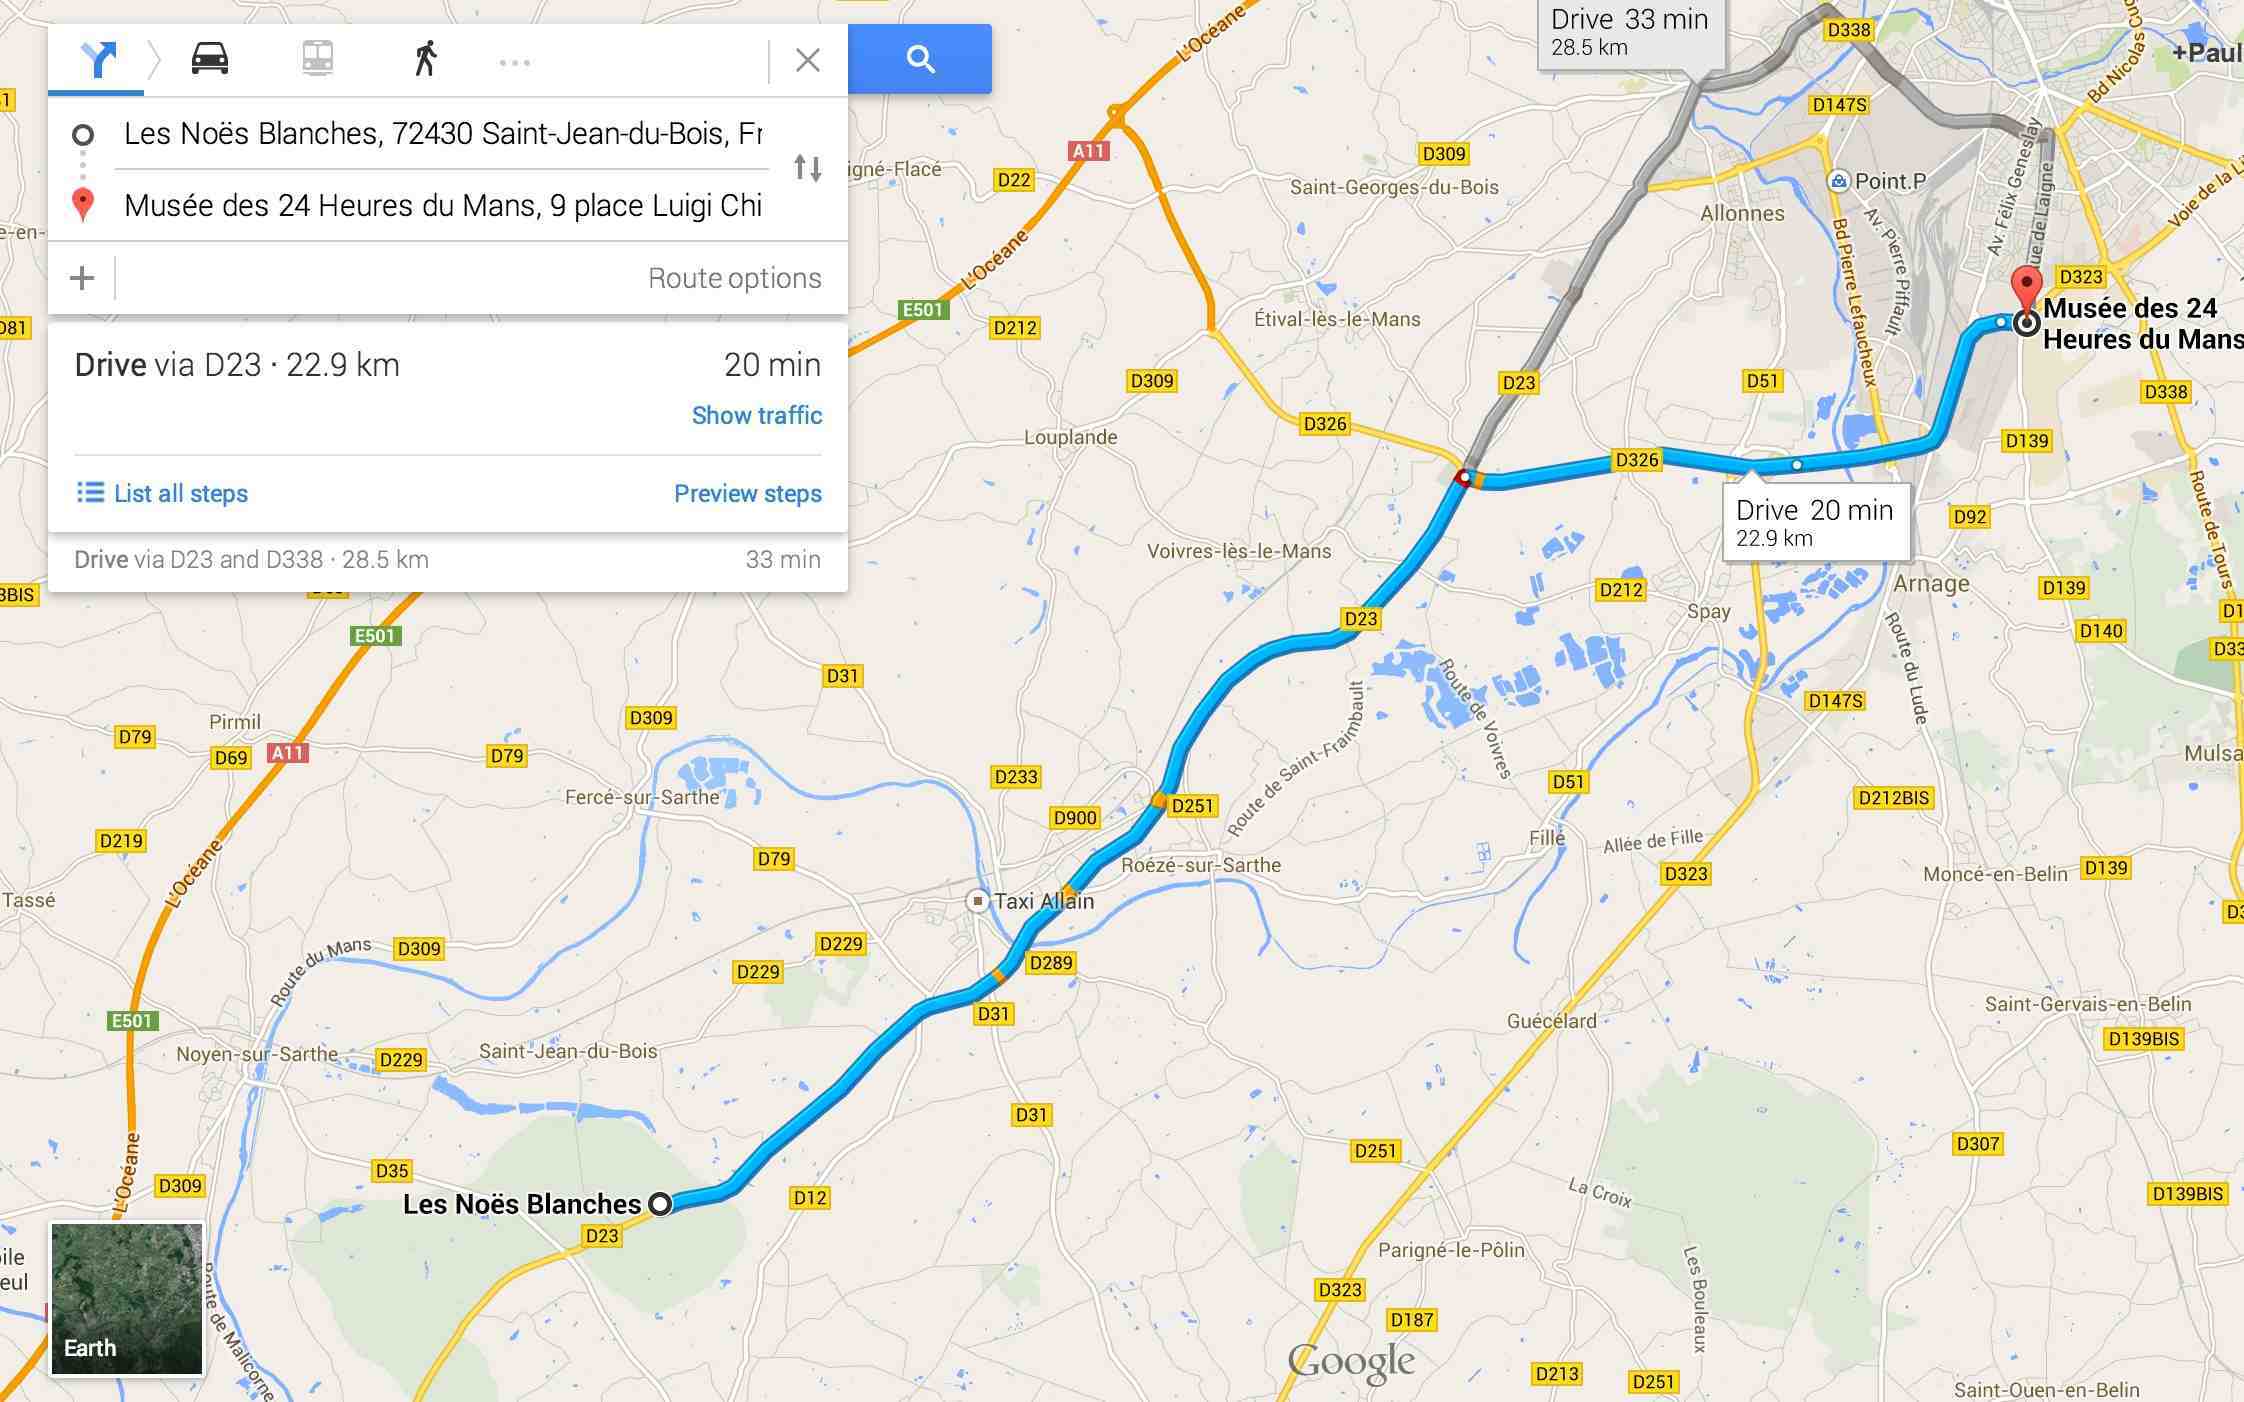 Les Noës Blanches, 72430 Saint-Jean-du-Bois, Fr
Musée des 24 Heures du Mans, 9 place Luigi Chi
Route options
Drive via D23 · 22.9 km
20 min
Show traffic
List all steps
Preview steps
Drive via D23 and D338 · 28.5 km
33 min
Drive 33 min
28.5 km
D338
+Paul
Bd Nicolas
L'Océane
A11
D22
D309
D147S
Saint-Georges-du-Bois
Point.P
Allonnes
Av. Félix Geneslay
Voie de la
Av. Pierre Piffault
Bd Pierre Lefaucheux
L'Océane
E501
D212
Étival-lès-le-Mans
D323
Musée des 24
Heures du Mans
D309
D23
D51
D338
D326
Louplande
D326
D139
Drive 20 min
22.9 km
D92
Route de Tours
Voivres-lès-le-Mans
D212
Spay
Arnage
D139
D23
D140
E501
D31
Route de Voivres
Route du Lude
D147S
Route de Saint-Fraimbault
Pirmil
D309
D79
D69
A11
D79
D233
D51
D212BIS
Fercé-sur-Sarthe
D900
D251
D219
D79
Roézé-sur-Sarthe
Fillé
Allée de Fille
D323
Moncé-en-Belin
D139
L'Océane
Tassé
Taxi Allain
Route du Mans
D309
D229
D229
D289
D31
E501
Guécélard
Saint-Gervais-en-Belin
D139BIS
Noyen-sur-Sarthe
D229
Saint-Jean-du-Bois
D31
D251
D307
L'Océane
D309
D35
Les Noës Blanches
D12
La Croix
D139BIS
D23
Parigné-le-Pôlin
Les Bouleaux
D323
D187
Route de Malicorne
Earth
Google
D213
D251
Saint-Ouen-en-Belin